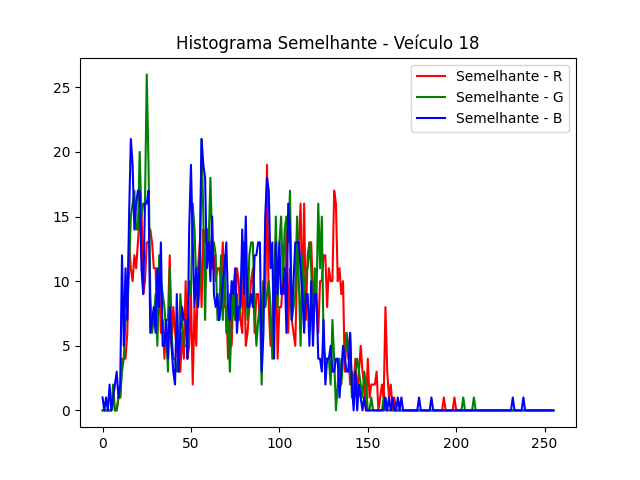 Histograma Semelhante - Veículo 18
Semelhante - R
Semelhante - G
Semelhante - B
25
20
15
10
5
0
0 50 100 150 200 250